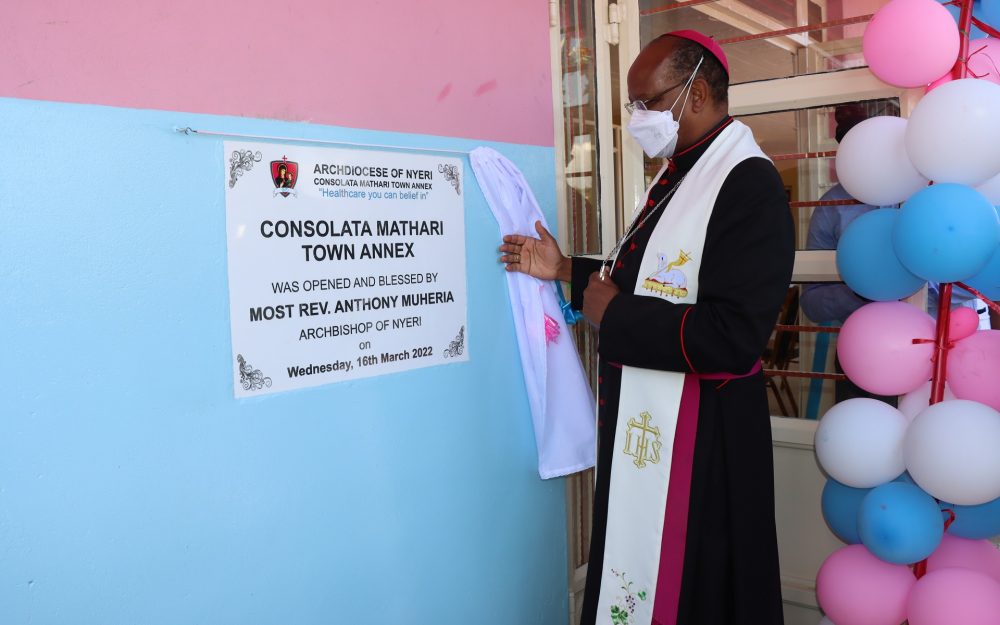 ARCHDIOCESE OF NYERI
CONSOLATA MATHARI TOWN ANNEX
"Healthcare you can belief in"
CONSOLATA MATHARI
TOWN ANNEX
WAS OPENED AND BLESSED BY
MOST REV. ANTHONY MUHERIA
ARCHBISHOP OF NYERI
on
Wednesday, 16th March 2022
IHS